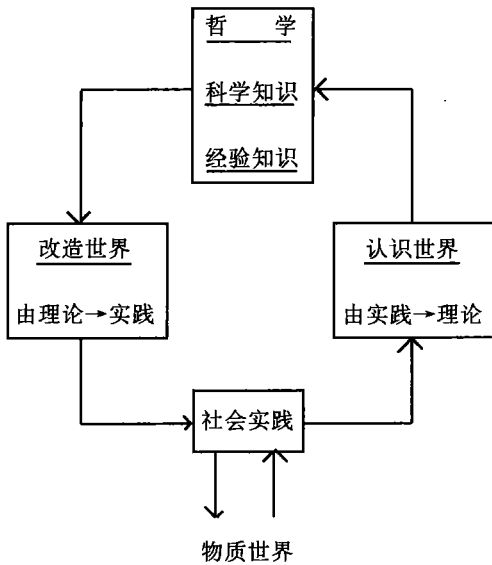 哲 学
科学知识
经验知识
改造世界
由理论→实践
认识世界
由实践→理论
社会实践
物质世界